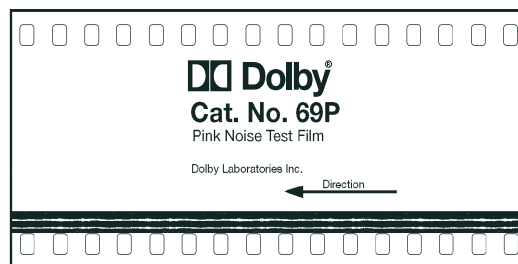 Dolby®
Cat. No. 69P
Pink Noise Test Film
Dolby Laboratories Inc.
Direction